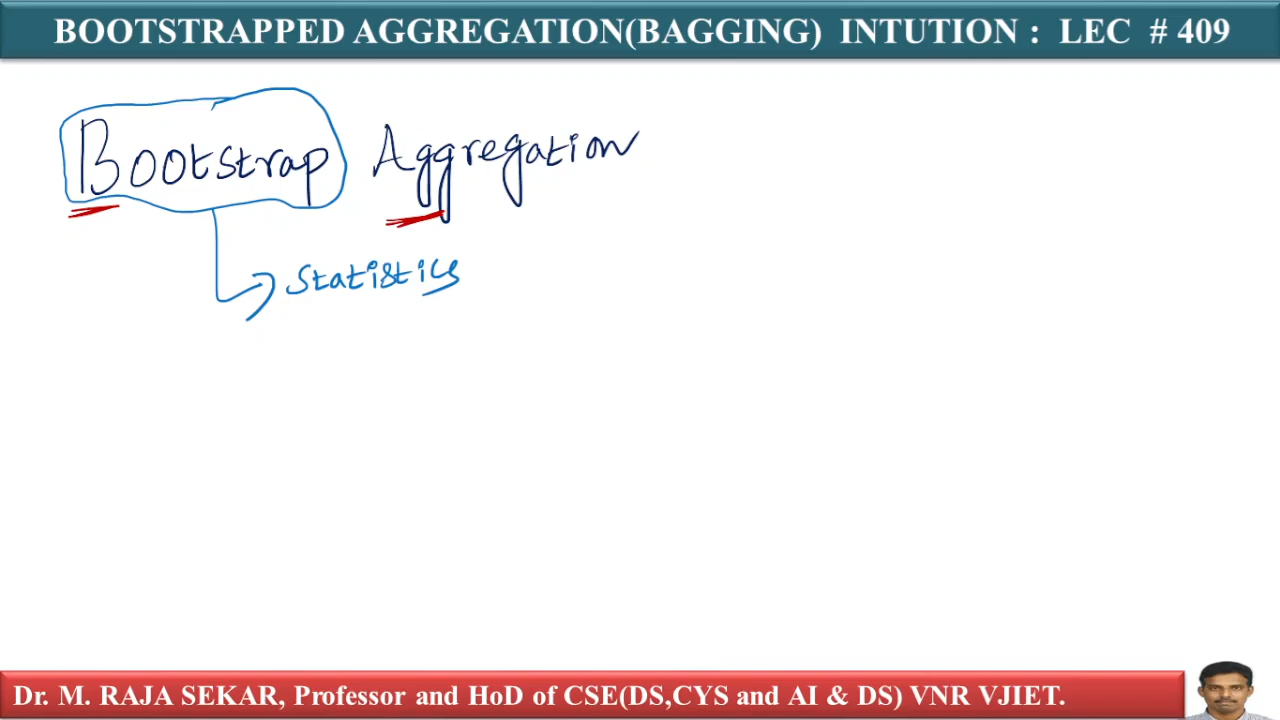 BOOTSTRAPPED AGGREGATION(BAGGING) INTUTION : LEC # 409
Bootstrap Aggregation
Statistics
Dr. M. RAJA SEKAR, Professor and HoD of CSE(DS,CYS and AI & DS) VNR VJIET.